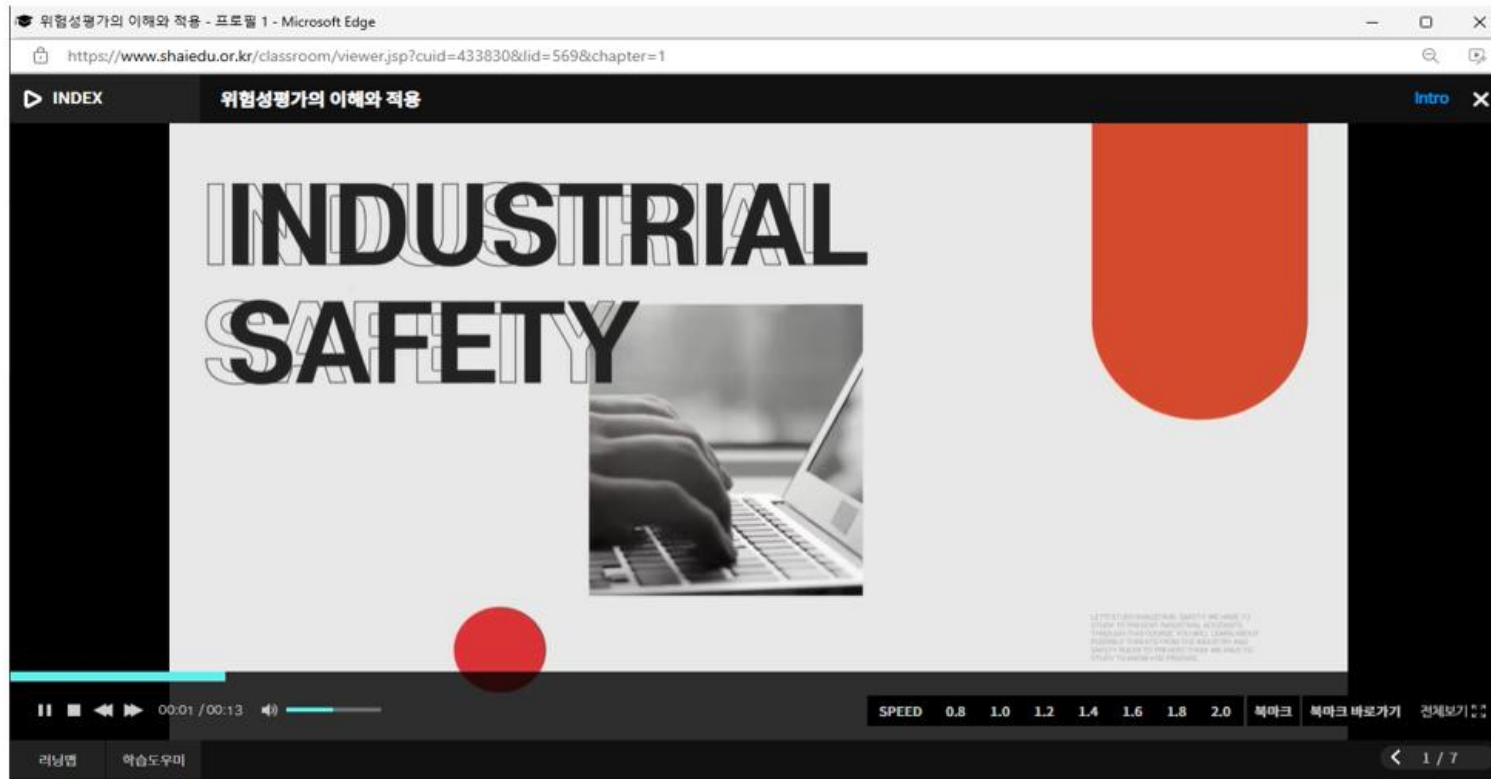 위험성평가의 이해와 적용 - 프로필 1 - Microsoft Edge
https://www.shaiedu.or.kr/classroom/viewer.jsp?cuid=433830&lid=569&chapter=1
INDEX 위험성평가의 이해와 적용 Intro
INDUSTRIAL
SAFETY
00:01 / 00:13 SPEED 0.8 1.0 1.2 1.4 1.6 1.8 2.0 북마크 북마크 바로가기 전체보기
러닝맵 학습도우미 1 / 7